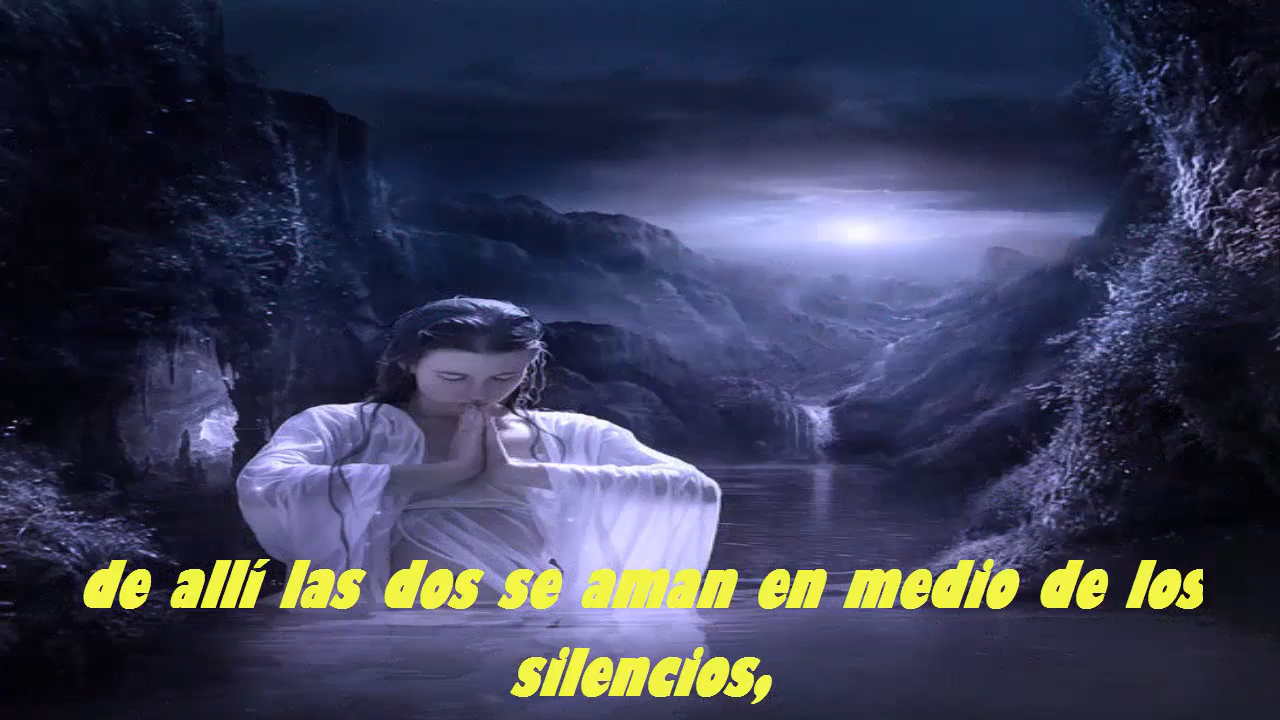 de allí las dos se aman en medio de los
silencios,